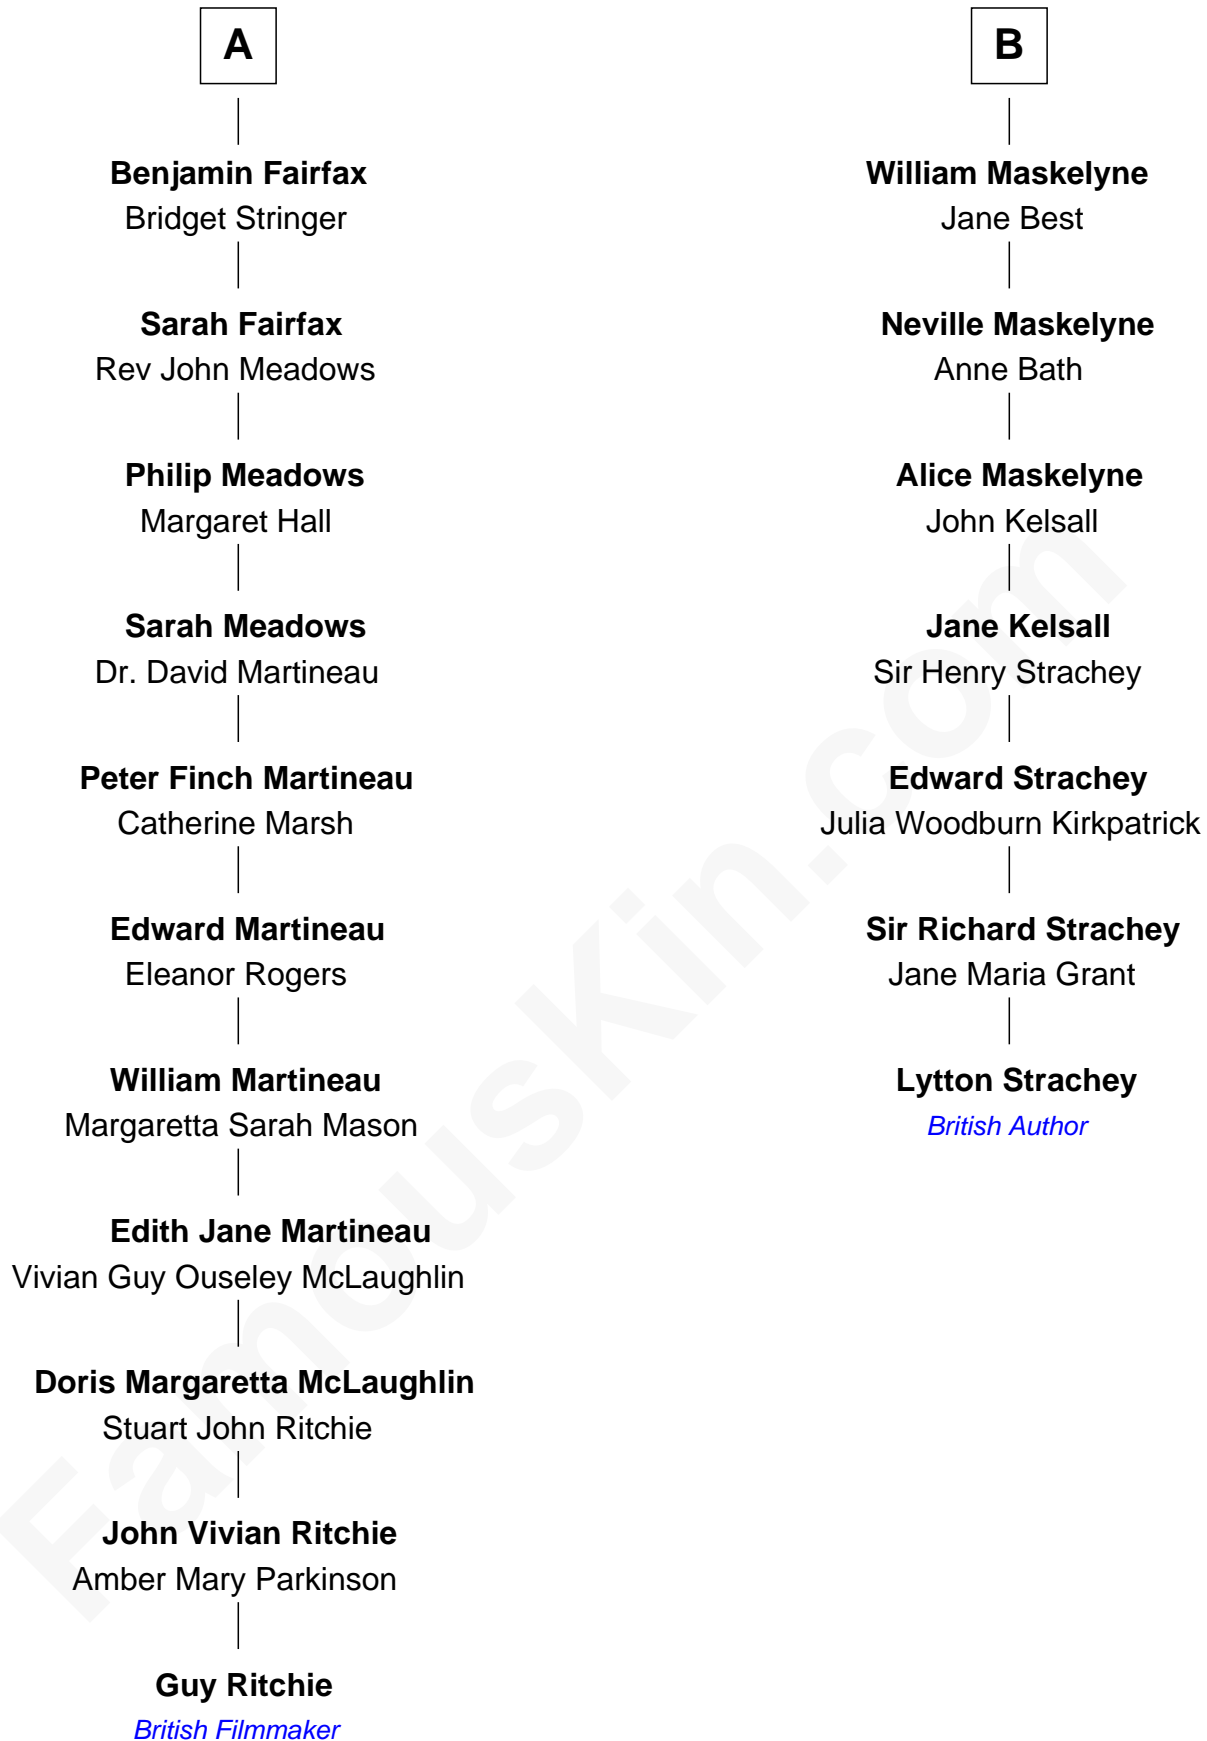 A
Benjamin Fairfax
Bridget Stringer
Sarah Fairfax
Rev John Meadows
Philip Meadows
Margaret Hall
Sarah Meadows
Dr. David Martineau
Peter Finch Martineau
Catherine Marsh
Edward Martineau
Eleanor Rogers
William Martineau
Margaretta Sarah Mason
Edith Jane Martineau
Vivian Guy Ouseley McLaughlin
Doris Margaretta McLaughlin
Stuart John Ritchie
John Vivian Ritchie
Amber Mary Parkinson
Guy Ritchie
British Filmmaker
B
William Maskelyne
Jane Best
Neville Maskelyne
Anne Bath
Alice Maskelyne
John Kelsall
Jane Kelsall
Sir Henry Strachey
Edward Strachey
Julia Woodburn Kirkpatrick
Sir Richard Strachey
Jane Maria Grant
Lytton Strachey
British Author
FamousKin.com